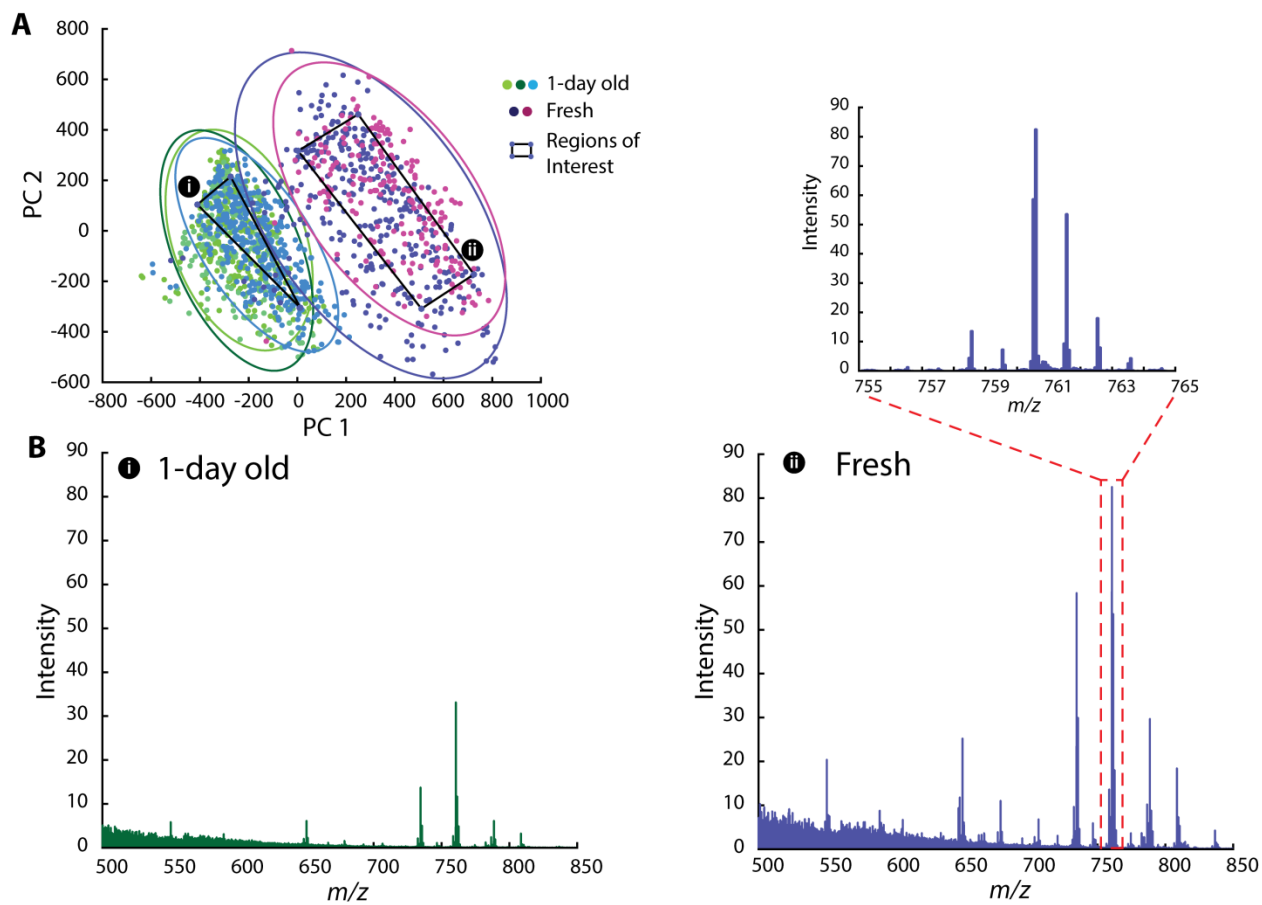 A
800
600
400
200
0
-200
-400
-600
PC 2
-800 -600 -400 -200 0 200 400 600 800 1000
PC 1
i
ii
1-day old
Fresh
Regions of
Interest
90
80
70
60
50
40
30
20
10
0
Intensity
755 757 759 761 763 765
m/z
B
i 1-day old
90
80
70
60
50
40
30
20
10
0
Intensity
500 550 600 650 700 750 800 850
m/z
ii Fresh
90
80
70
60
50
40
30
20
10
0
Intensity
500 550 600 650 700 750 800 850
m/z